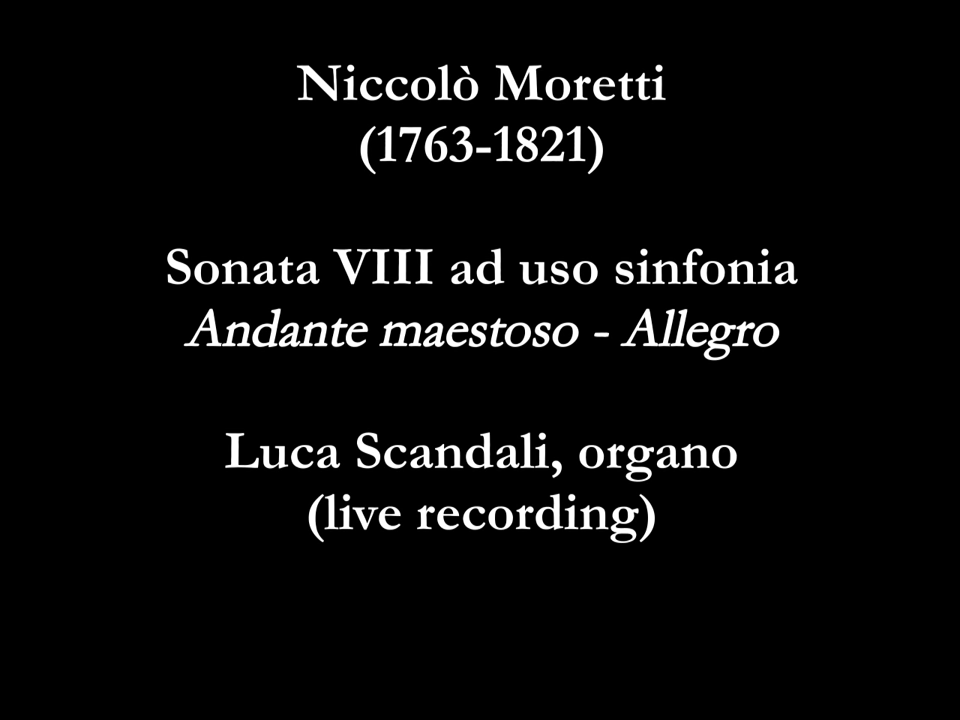 Niccolò Moretti
(1763-1821)
Sonata VIII ad uso sinfonia
Andante maestoso - Allegro
Luca Scandali, organo
(live recording)